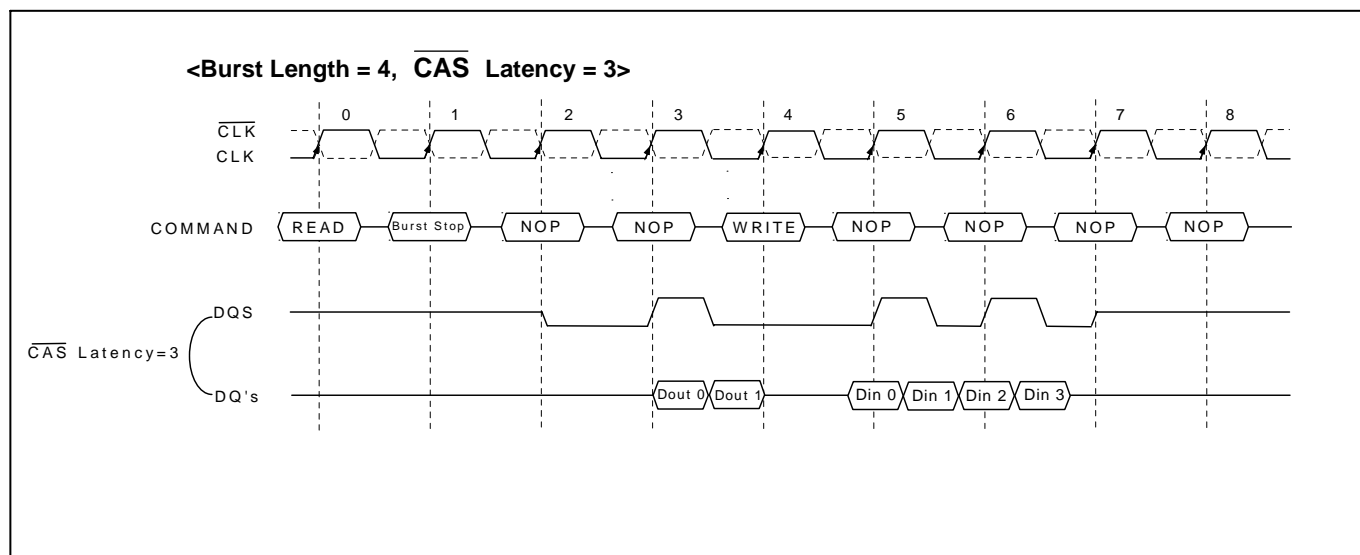 <Burst Length = 4, CAS Latency = 3>
0 1 2 3 4 5 6 7 8
CLK
CLK
COMMAND READ Burst Stop NOP NOP WRITE NOP NOP NOP NOP
DQS
CAS Latency=3
DQ's Dout 0 Dout 1 Din 0 Din 1 Din 2 Din 3